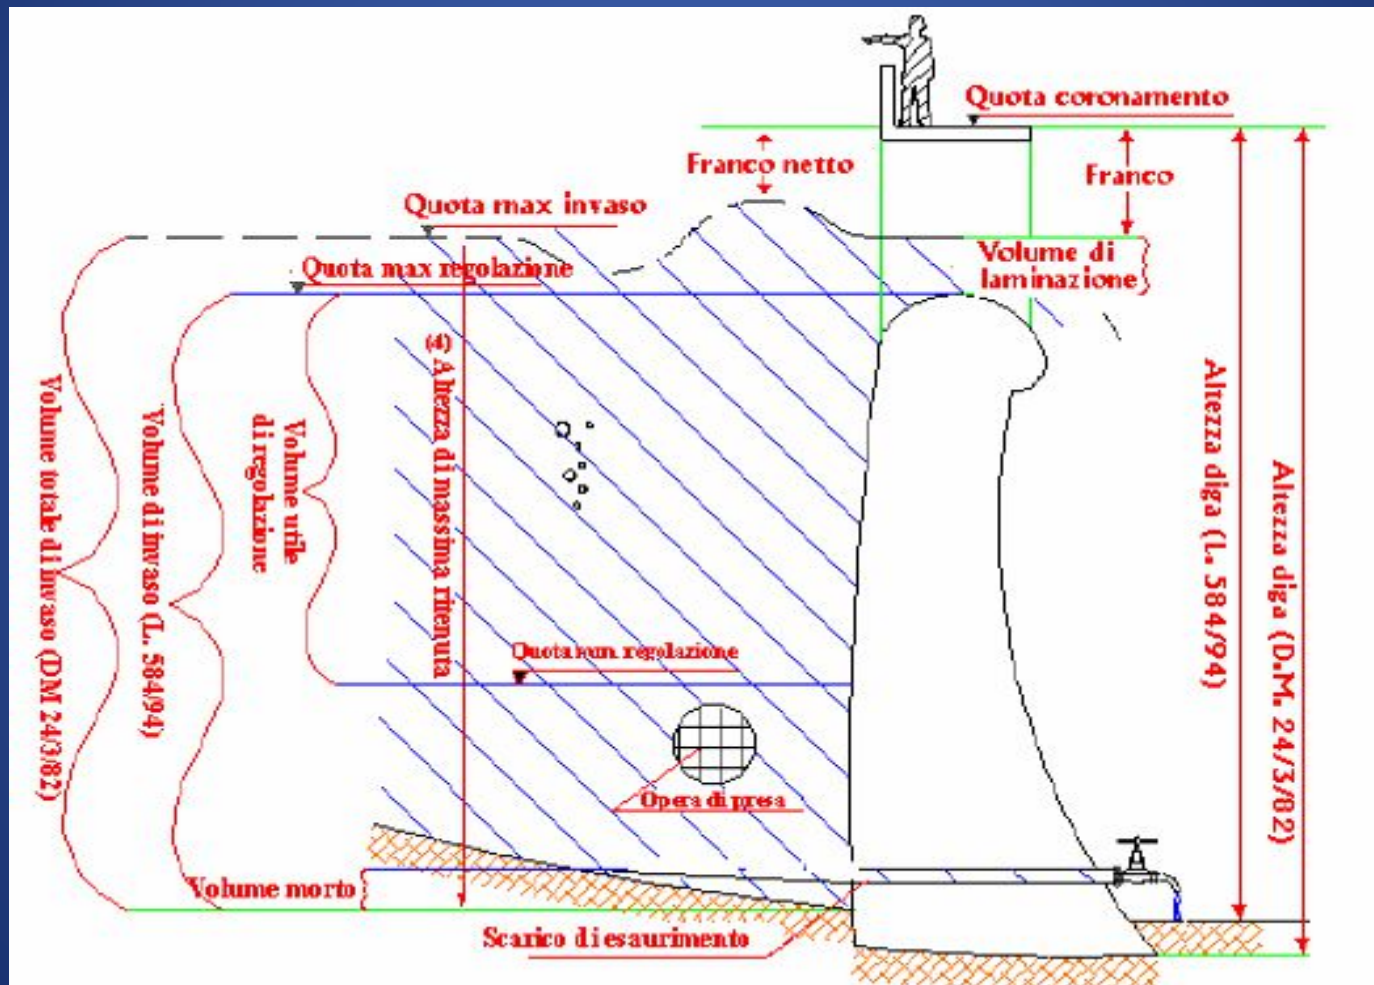 Quota coronamento
Franco netto
Franco
Quota max invaso
Volume di
laminazione
Quota max regolazione
(4) Altezza di massima ritenuta
Volume totale di invaso (DM 24/3/82)
Volume di invaso (L. 584/94)
Volume utile
di regolazione
Altezza diga (L. 584/94)
Altezza diga (D.M. 24/3/82)
Quota regolazione
Opera di presa
Volume morto
Scarico di esaurimento